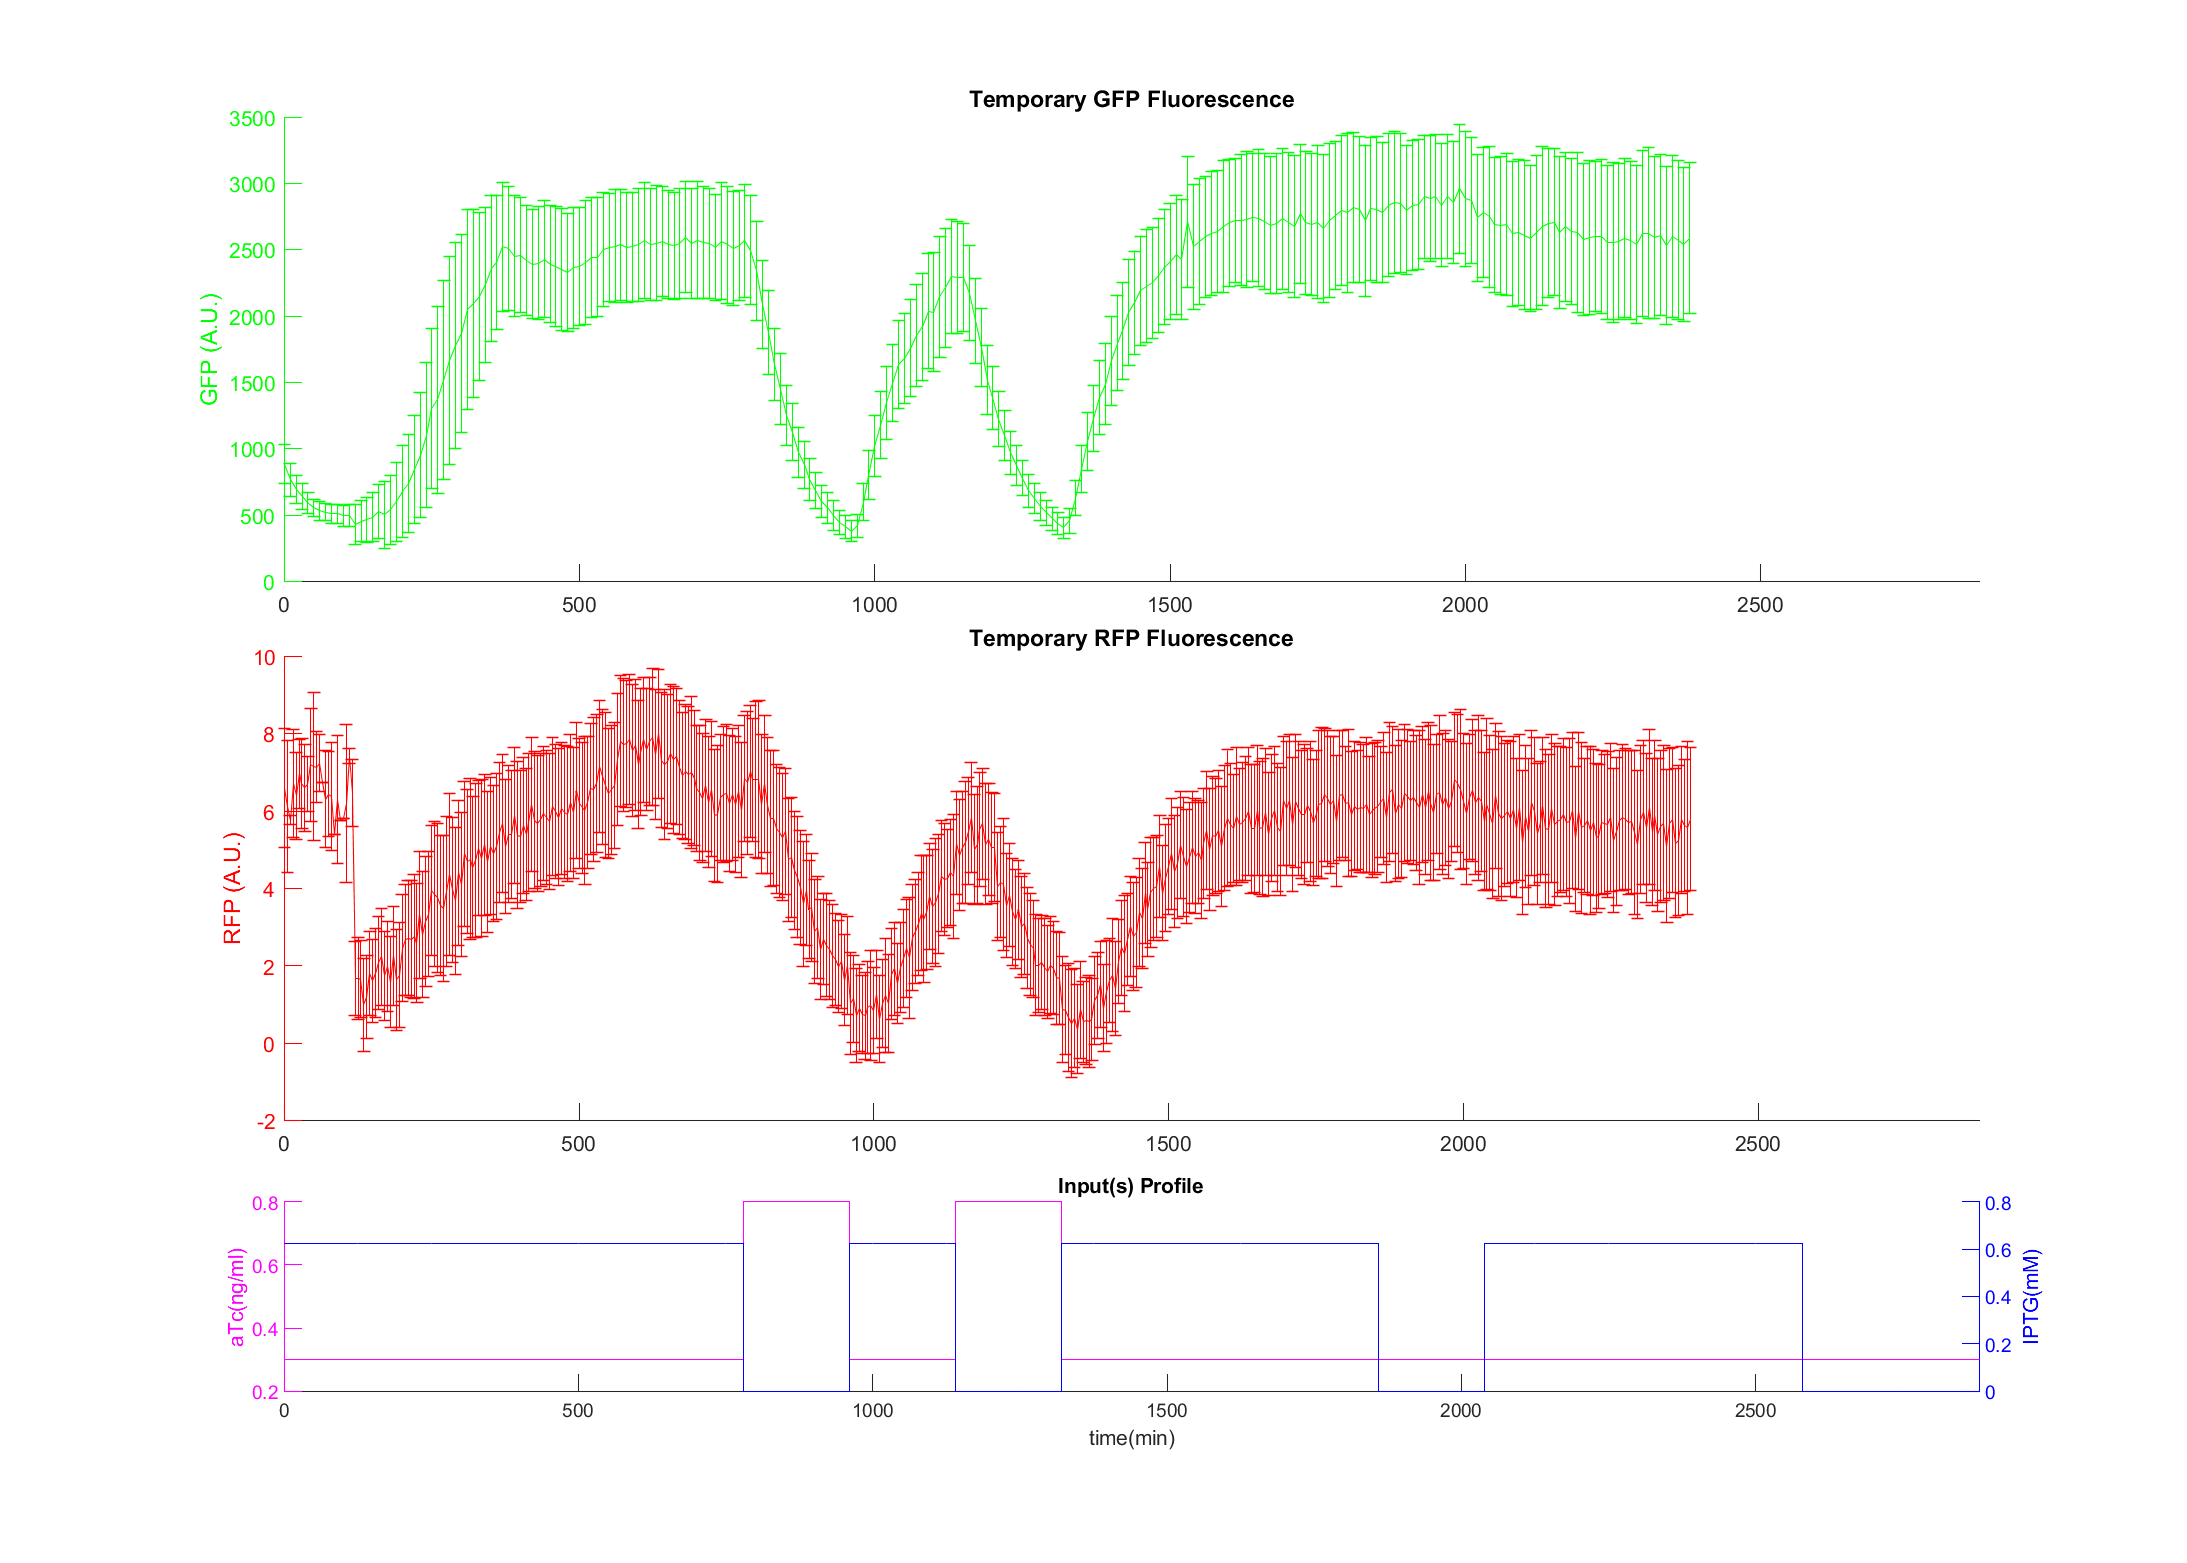 Temporary GFP Fluorescence
3500
3000
2500
2000
1500
1000
500
0
GFP (A.U.)
0 500 1000 1500 2000 2500
Temporary RFP Fluorescence
10
8
6
4
2
0
-2
RFP (A.U.)
0 500 1000 1500 2000 2500
Input(s) Profile
0.8
0.6
0.4
0.2
aTc(ng/ml)
0.8
0.6
0.4
0.2
0
IPTG(mM)
0 500 1000 1500 2000 2500
time(min)